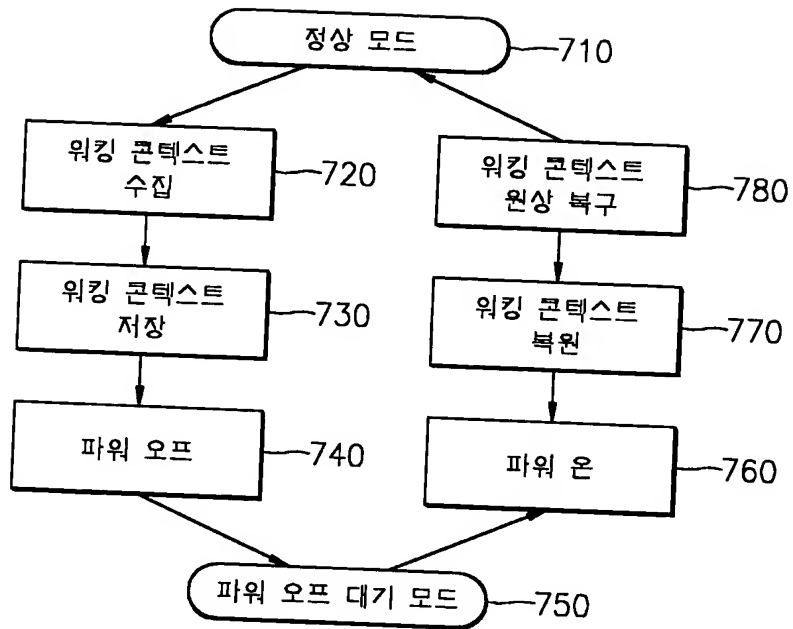 정상 모드
710
워킹 콘텍스트
수집
720
워킹 콘텍스트
원상 복구
780
워킹 콘텍스트
저장
730
워킹 콘텍스트
복원
770
파워 오프
740
파워 온
760
파워 오프 대기 모드
750